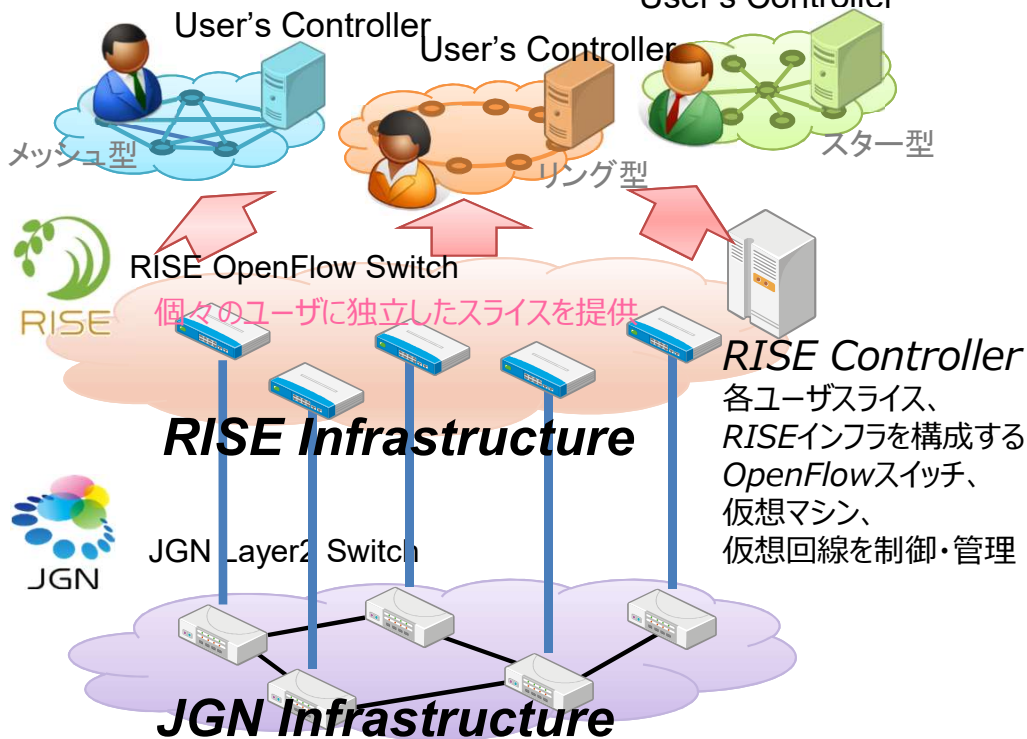 User's Controller
User's Controller
User's Controller
メッシュ型
リング型
スター型
RISE
RISE OpenFlow Switch
個々のユーザに独立したスライスを提供
RISE Controller
各ユーザスライス、
RISEインフラを構成する
OpenFlowスイッチ、
仮想マシン、
仮想回線を制御・管理
RISE Infrastructure
JGN
JGN Layer2 Switch
JGN Infrastructure